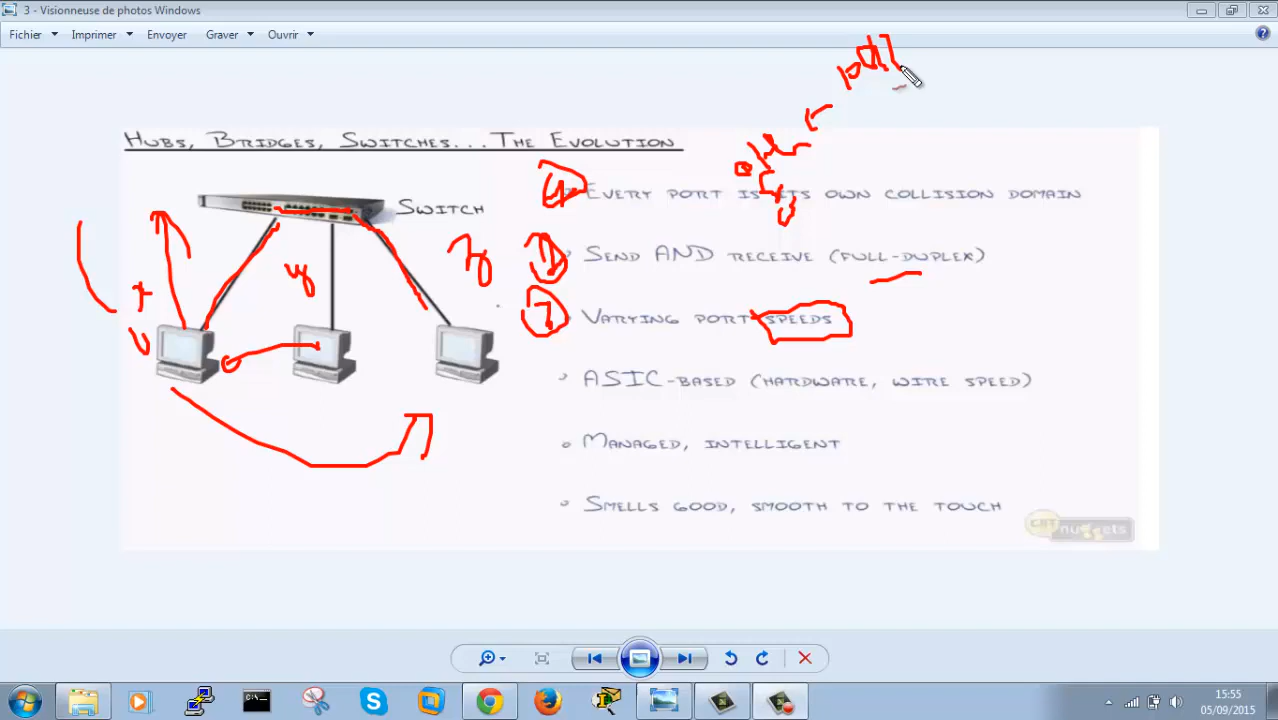 3 - Visionneuse de photos Windows
Fichier Imprimer Envoyer Graver Ouvrir
HUBS, BRIDGES, SWITCHES... THE EVOLUTION
SWITCH
EVERY PORT IS ITS OWN COLLISION DOMAIN
SEND AND RECEIVE (FULL-DUPLEX)
VARYING PORT SPEEDS
ASIC-BASED (HARDWARE, WIRE SPEED)
MANAGED, INTELLIGENT
SMELLS GOOD, SMOOTH TO THE TOUCH
CBT
nuggets
15:55
05/09/2015